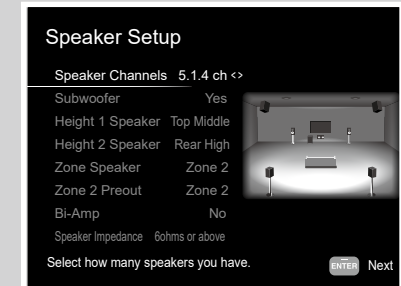 Speaker Setup
Speaker Channels 5.1.4 ch <>
Subwoofer Yes
Height 1 Speaker Top Middle
Height 2 Speaker Rear High
Zone Speaker Zone 2
Zone 2 Preout Zone 2
Bi-Amp No
Speaker Impedance 6ohms or above
Select how many speakers you have.
ENTER Next